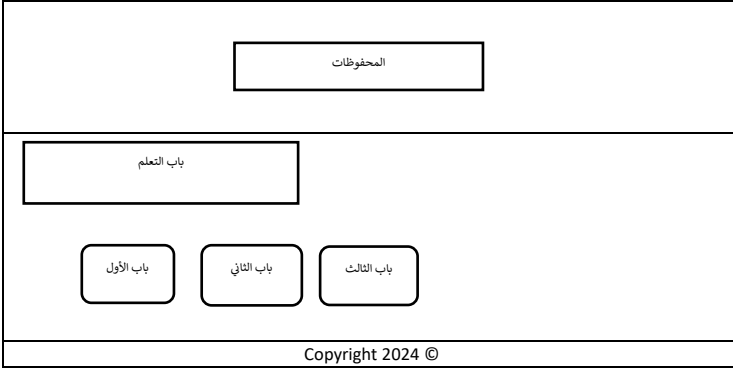 المحفوظات
باب التعلم
باب الأول
باب الثاني
باب الثالث
Copyright 2024 ©